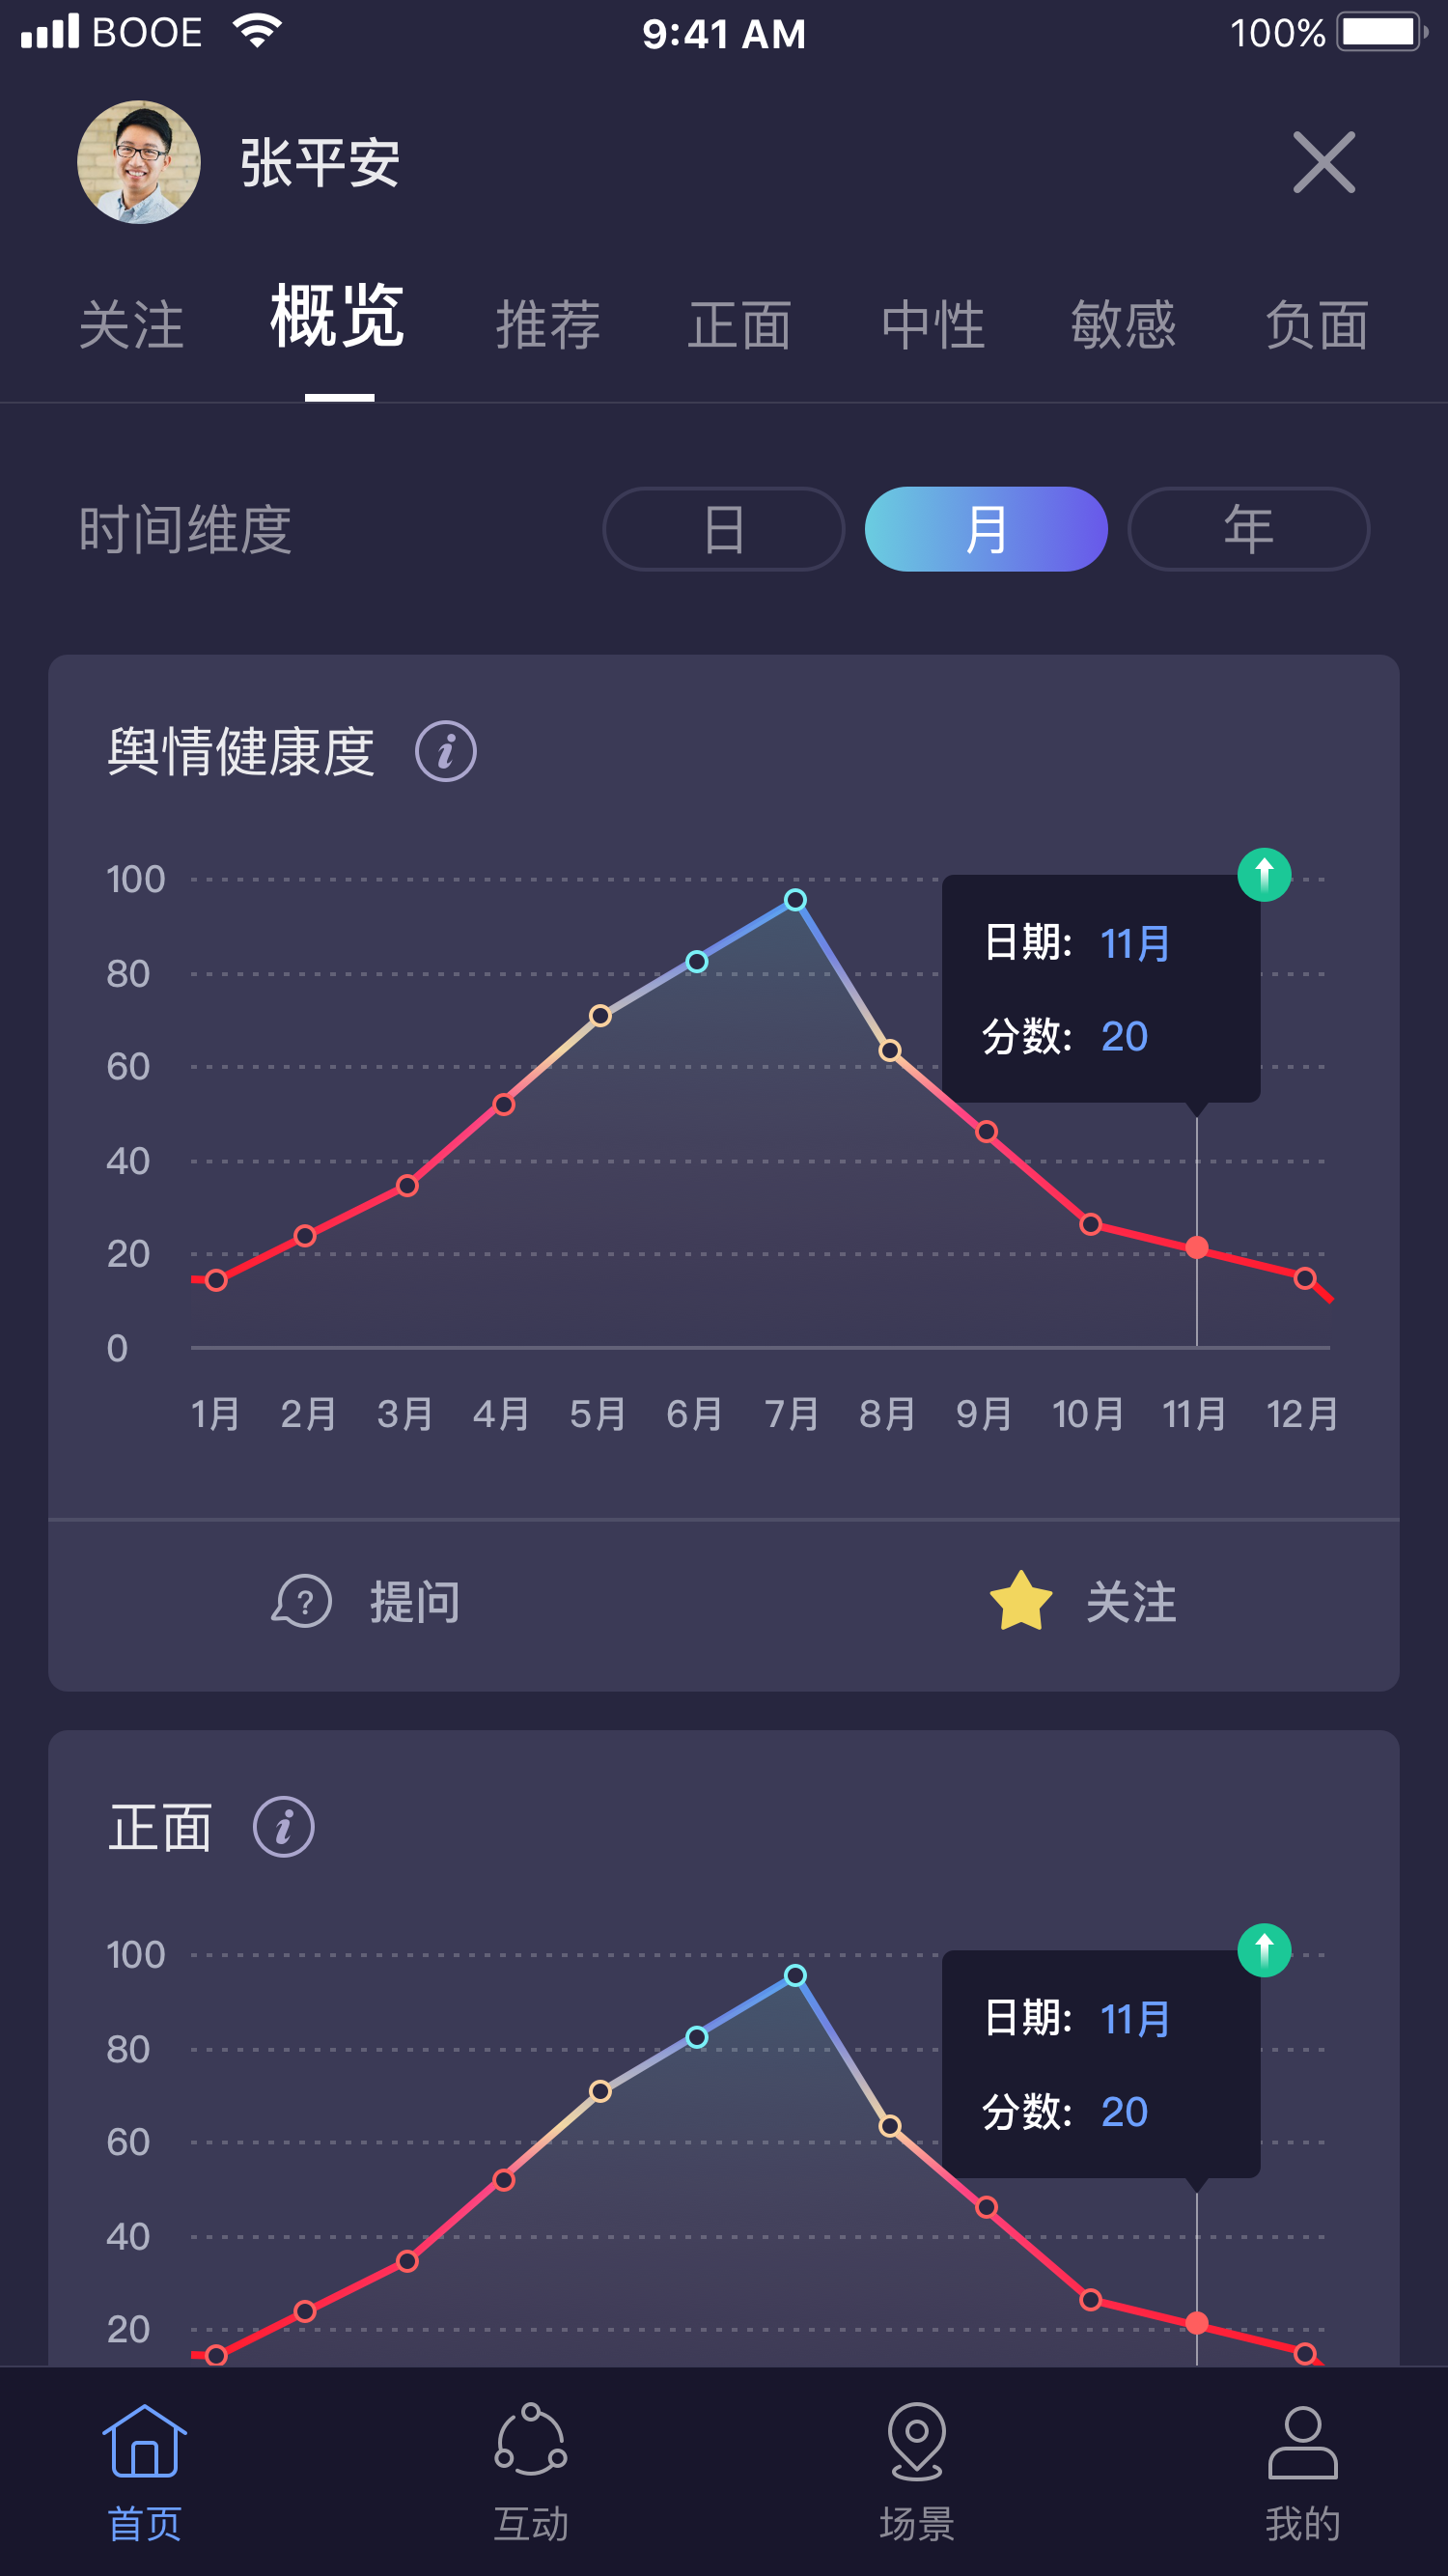 BOOE 9:41 AM 100%
张平安
关注 概览 推荐 正面 中性 敏感 负面
时间维度 日 月 年
舆情健康度
100
日期: 11月
80
分数: 20
60
40
20
0
1月 2月 3月 4月 5月 6月 7月 8月 9月 10月 11月 12月
提问 关注
正面
100
日期: 11月
80
分数: 20
60
40
20
首页 互动 场景 我的